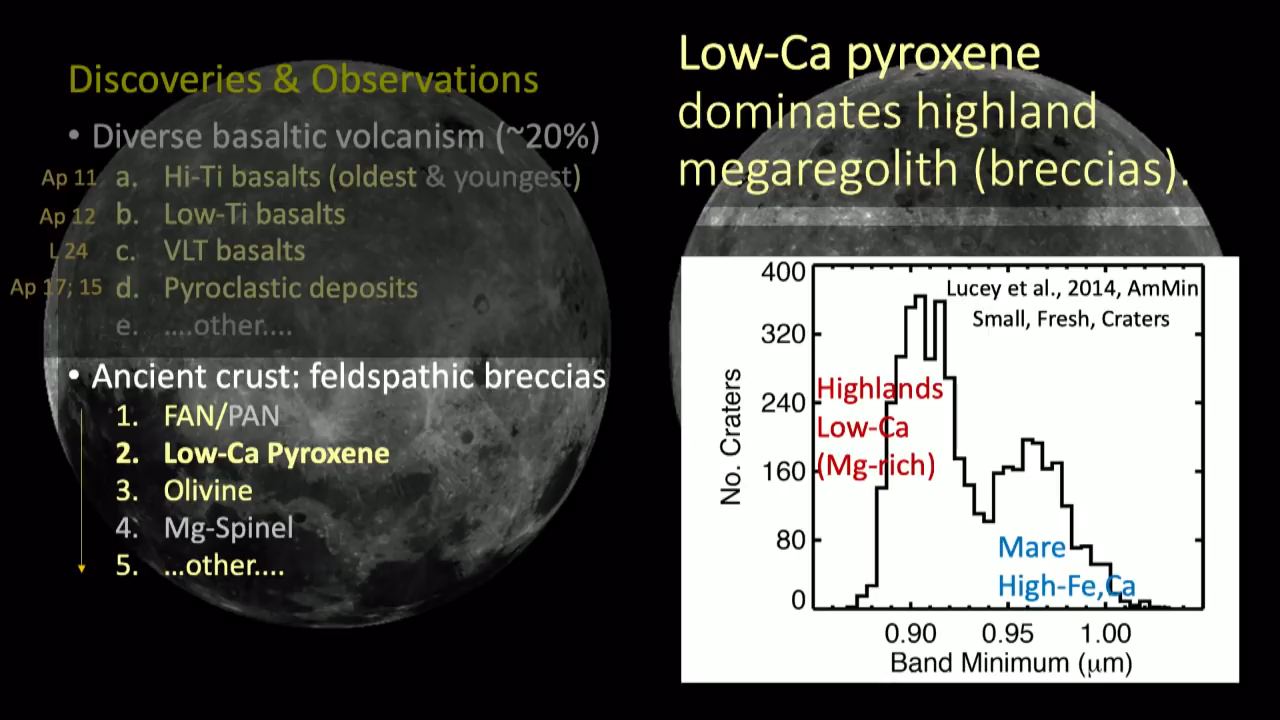 Discoveries & Observations
• Diverse basaltic volcanism (~20%)
Ap 11 a. Hi-Ti basalts (oldest & youngest)
Ap 12 b. Low-Ti basalts
L 24 c. VLT basalts
Ap 17; 15 d. Pyroclastic deposits
e. ....other....
• Ancient crust: feldspathic breccias
1. FAN/PAN
2. Low-Ca Pyroxene
3. Olivine
4. Mg-Spinel
5. ...other....
Low-Ca pyroxene
dominates highland
megaregolith (breccias).
Lucey et al., 2014, AmMin
Small, Fresh, Craters
No. Craters
400
320
240
160
80
0
Highlands
Low-Ca
(Mg-rich)
Mare
High-Fe,Ca
0.90 0.95 1.00
Band Minimum (μm)